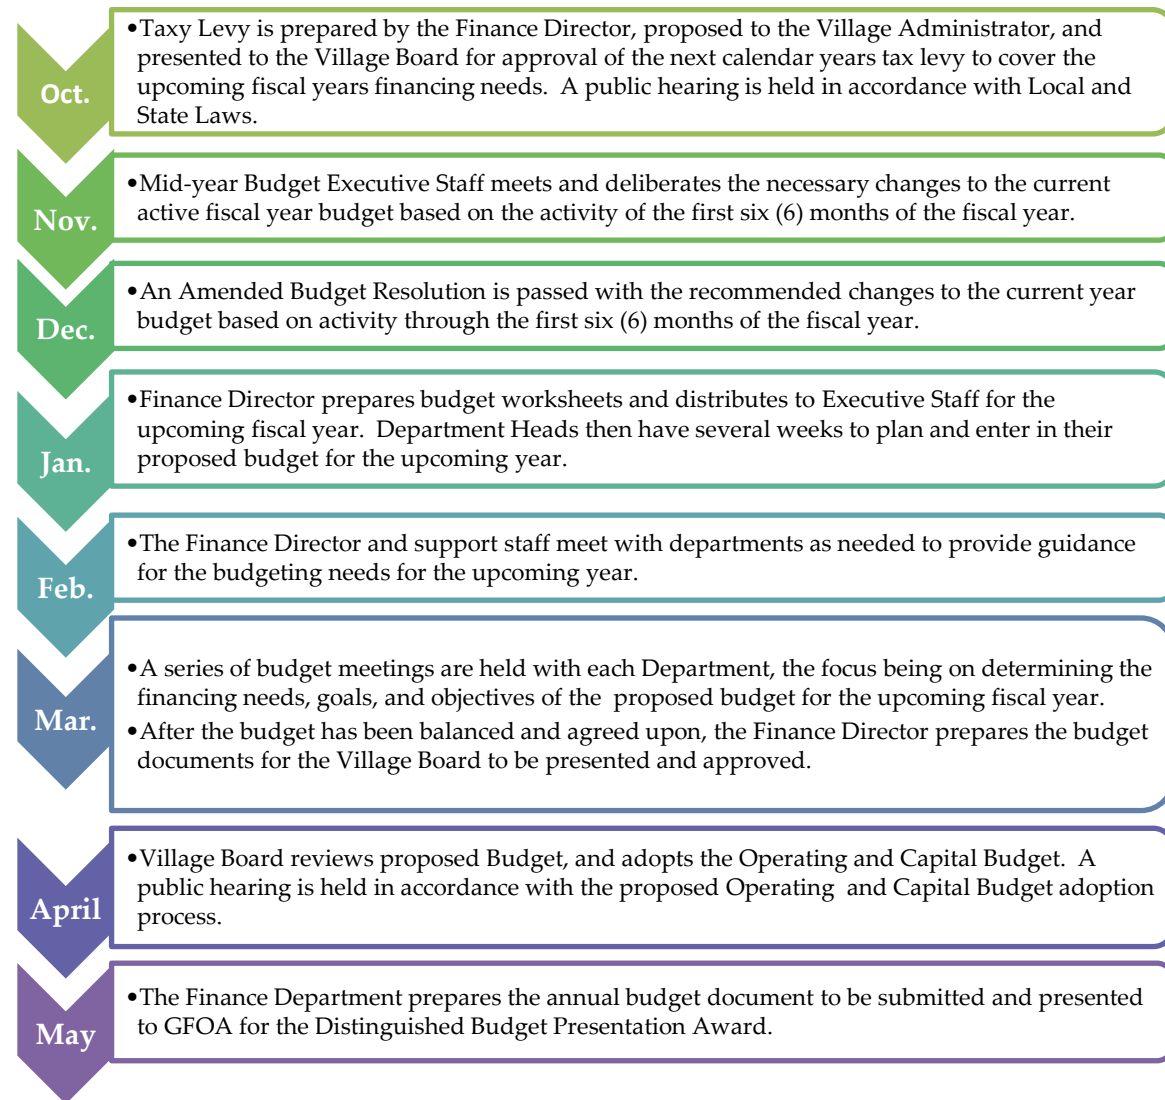 Oct.
•Taxy Levy is prepared by the Finance Director, proposed to the Village Administrator, and
presented to the Village Board for approval of the next calendar years tax levy to cover the
upcoming fiscal years financing needs.  A public hearing is held in accordance with Local and
State Laws.
Nov.
•Mid-year Budget Executive Staff meets and deliberates the necessary changes to the current
active fiscal year budget based on the activity of the first six (6) months of the fiscal year.
Dec.
•An Amended Budget Resolution is passed with the recommended changes to the current year
budget based on activity through the first six (6) months of the fiscal year.
Jan.
•Finance Director prepares budget worksheets and distributes to Executive Staff for the
upcoming fiscal year.  Department Heads then have several weeks to plan and enter in their
proposed budget for the upcoming year.
Feb.
•The Finance Director and support staff meet with departments as needed to provide guidance
for the budgeting needs for the upcoming year.
Mar.
•A series of budget meetings are held with each Department, the focus being on determining the
financing needs, goals, and objectives of the  proposed budget for the upcoming fiscal year.
•After the budget has been balanced and agreed upon, the Finance Director prepares the budget
documents for the Village Board to be presented and approved.
April
•Village Board reviews proposed Budget, and adopts the Operating and Capital Budget.  A
public hearing is held in accordance with the proposed Operating  and Capital Budget adoption
process.
May
•The Finance Department prepares the annual budget document to be submitted and presented
to GFOA for the Distinguished Budget Presentation Award.